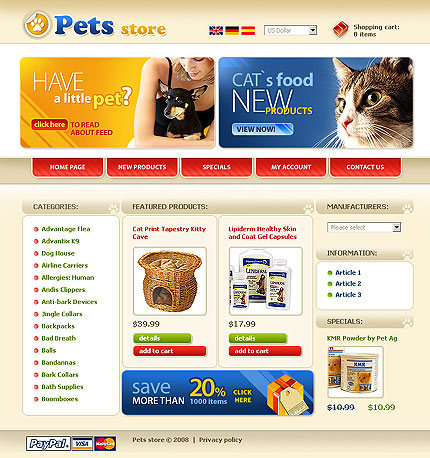 Pets store
US Dollar
Shopping cart:
0 items
HAVE
a little pet?
click here TO READ
ABOUT FEED
CAT`s food
NEW
PRODUCTS
VIEW NOW!
HOME PAGE
NEW PRODUCTS
SPECIALS
MY ACCOUNT
CONTACT US
CATEGORIES:
Advantage Flea
Advantix K9
Dog House
Airline Carriers
Allergies: Human
Andis Clippers
Anti-bark Devices
Jingle Collars
Backpacks
Bad Breath
Balls
Bandannas
Bark Collars
Bath Supplies
Boomboxes
FEATURED PRODUCTS:
Cat Print Tapestry Kitty
Cave
$39.99
details
add to cart
Lipiderm Healthy Skin
and Coat Gel Capsules
$17.99
details
add to cart
save
MORE THAN
20%
1000 items
CLICK
HERE
MANUFACTURERS:
Please select
INFORMATION:
Article 1
Article 2
Article 3
SPECIALS:
KMR Powder by Pet Ag
KMR
$10.99 $10.59
PayPal VISA MasterCard
Pets store © 2008 | Privacy policy